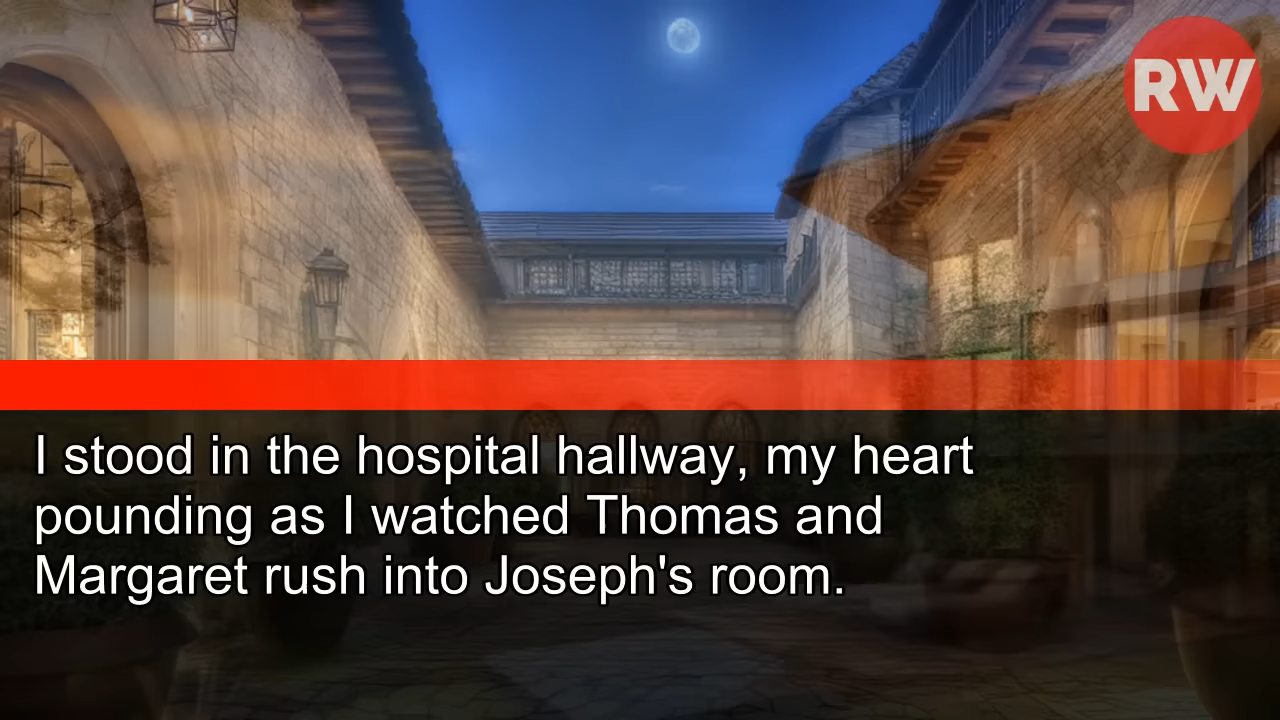 RW
I stood in the hospital hallway, my heart
pounding as I watched Thomas and
Margaret rush into Joseph's room.